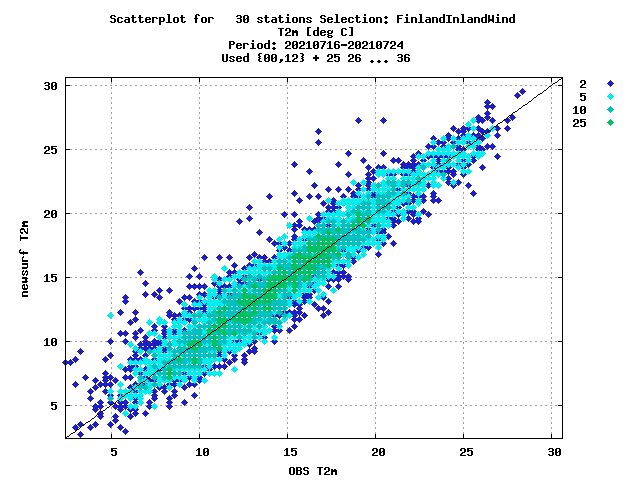 Scatterplot for   30 stations Selection: FinlandInlandWind
T2m [deg C]
Period: 20210716-20210724
Used {00,12} + 25 26 ... 36
2
5
10
25
30
25
20
15
10
5
newsurf T2m
5 10 15 20 25 30
OBS T2m